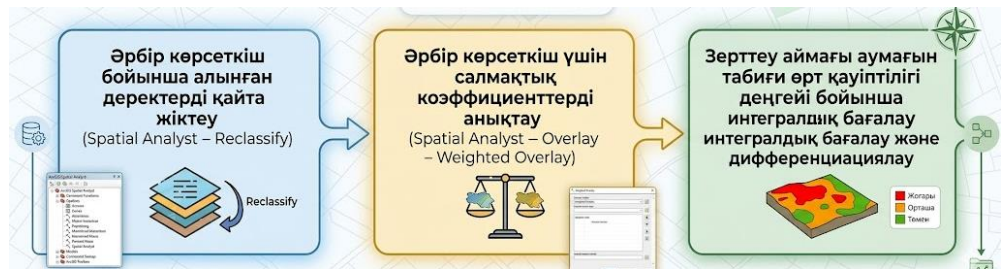 Әрбір көрсеткіш
бойынша алынған
деректерді қайта
жіктеу
(Spatial Analyst – Reclassify)
Reclassify
Әрбір көрсеткіш үшін
салмақтық
коэффициенттерді
анықтау
(Spatial Analyst – Overlay
– Weighted Overlay)
Зерттеу аймағы аумағын
табиғи өрт қауіптілігі
деңгейі бойынша
интегралдық бағалау
интегралдық бағалау және
дифференциациялау
Жоғары
Орташа
Төмен